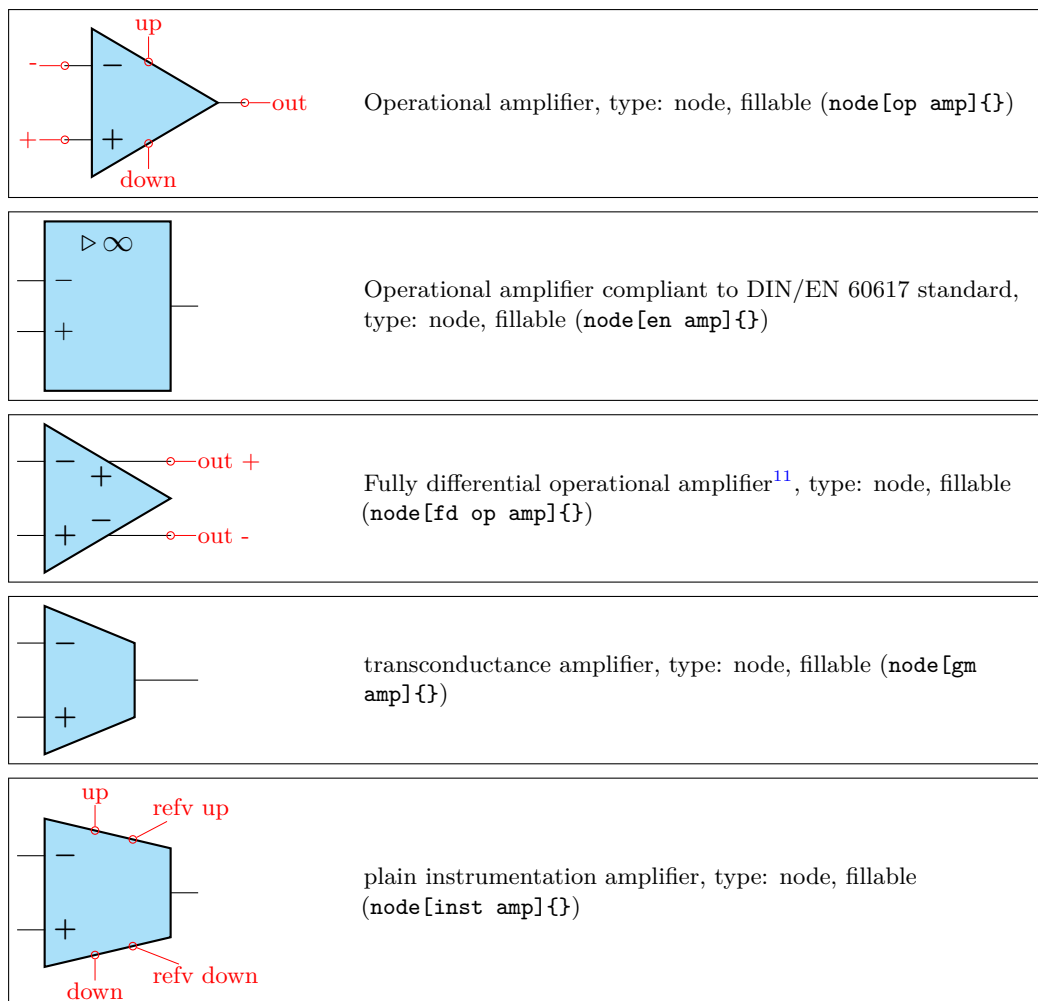 up
-
−
out
Operational amplifier, type: node, fillable (node[op amp]{})
+
+
down
▷ ∞
−
+
Operational amplifier compliant to DIN/EN 60617 standard,
type: node, fillable (node[en amp]{})
−
+
out +
Fully differential operational amplifier11, type: node, fillable
(node[fd op amp]{})
−
+
out -
−
+
transconductance amplifier, type: node, fillable (node[gm
amp]{})
up
refv up
−
+
plain instrumentation amplifier, type: node, fillable
(node[inst amp]{})
refv down
down